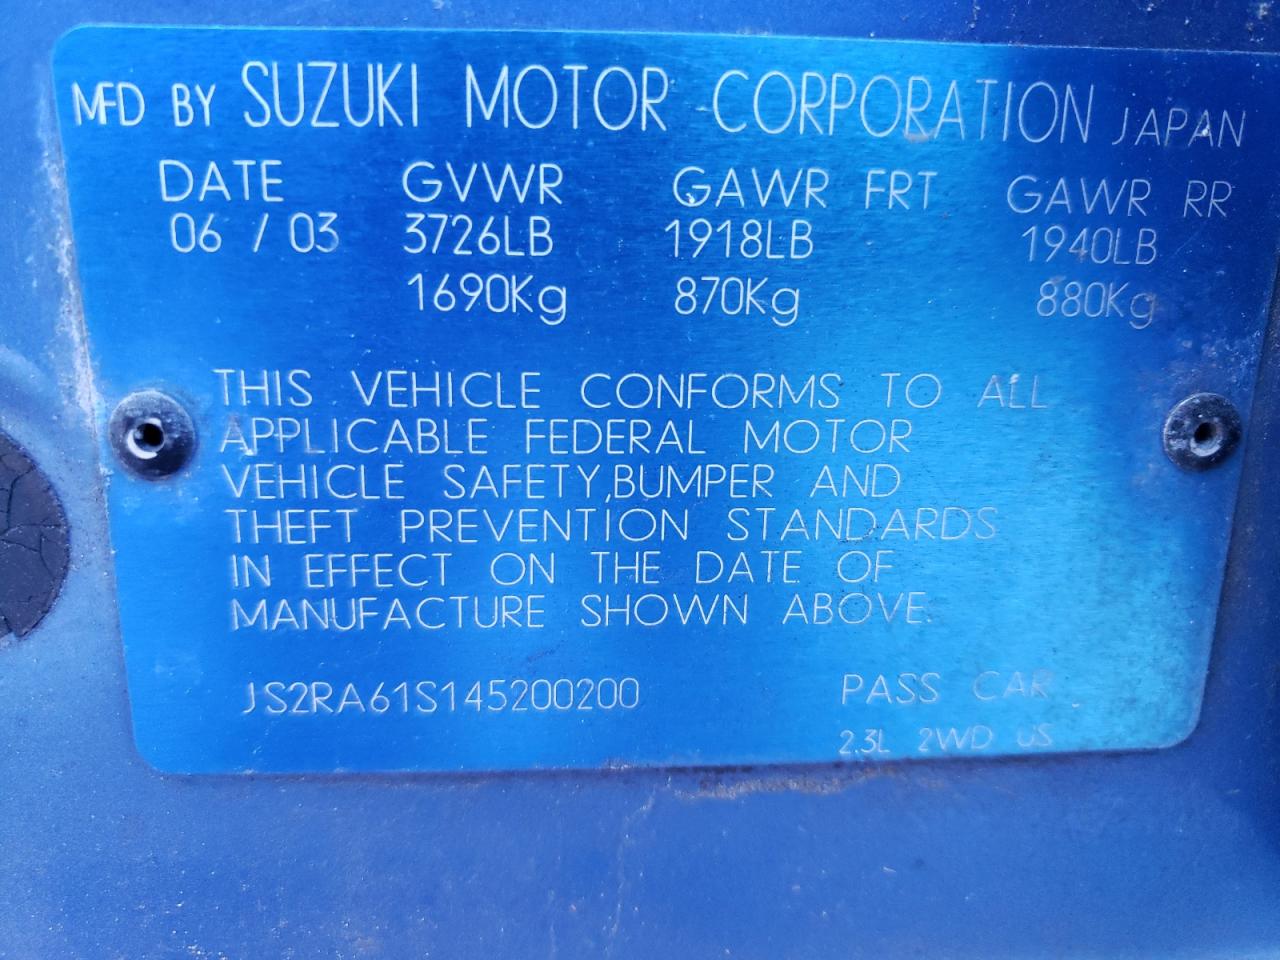 MFD BY SUZUKI MOTOR CORPORATION JAPAN
DATE GVWR GAWR FRT GAWR RR
06 / 03 3726LB 1918LB 1940LB
1690Kg 870Kg 880Kg
THIS VEHICLE CONFORMS TO ALL
APPLICABLE FEDERAL MOTOR
VEHICLE SAFETY,BUMPER AND
THEFT PREVENTION STANDARDS
IN EFFECT ON THE DATE OF
MANUFACTURE SHOWN ABOVE.
JS2RA61S145200200 PASS CAR
2.3L 2WD US